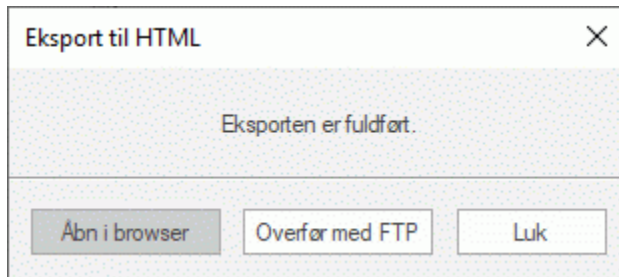 Eksport til HTML
Eksporten er fuldført.
Åbn i browser
Overfør med FTP
Luk